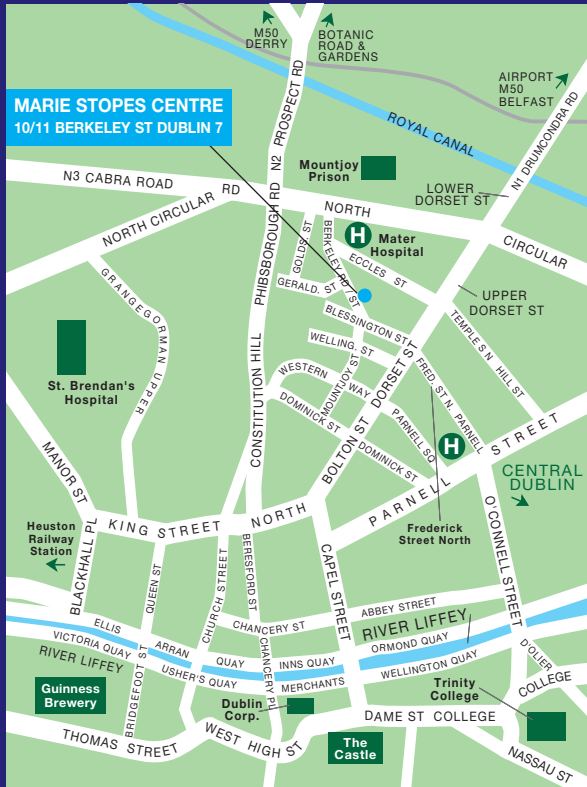 M50
DERRY
BOTANIC
ROAD &
GARDENS
AIRPORT
M50
BELFAST
MARIE STOPES CENTRE
10/11 BERKELEY ST DUBLIN 7
N2 PROSPECT RD
ROYAL CANAL
N1 DRUMCONDRA RD
Mountjoy
Prison
N3 CABRA ROAD
LOWER
DORSET ST
NORTH CIRCULAR RD
PHIBSBOROUGH RD
NORTH
CIRCULAR
H
Mater
Hospital
GOLDS. ST
BERKELEY RD / ST
ECCLES ST
GERALD. ST
GRANGEGORMAN UPPER
UPPER
DORSET ST
BLESSINGTON ST
TEMPLE S N HILL ST
WELLING. ST
St. Brendan's
Hospital
CONSTITUTION HILL
WESTERN WAY
MOUNTJOY ST
DORSET ST
FRED. ST N. PARNELL
DOMINICK ST
DOMINICK ST
PARNELL SQ
BOLTON ST
H
PARNELL STREET
CENTRAL
DUBLIN
MANOR ST
KING STREET NORTH
Frederick
Street North
Heuston
Railway
Station
BLACKHALL PL
QUEEN ST
CHURCH STREET
BERESFORD ST
CAPEL STREET
O'CONNELL STREET
ABBEY STREET
CHANCERY ST
ELLIS
ARRAN
QUAY
INNS QUAY
ORMOND QUAY
RIVER LIFFEY
VICTORIA QUAY
RIVER LIFFEY
USHER'S QUAY
MERCHANTS
WELLINGTON QUAY
CHANCERY PL
D'OLIER
BRIDGEFOOT ST
Guinness
Brewery
Dublin
Corp.
Trinity
College
COLLEGE
DAME ST COLLEGE
THOMAS STREET
WEST HIGH ST
The
Castle
NASSAU ST